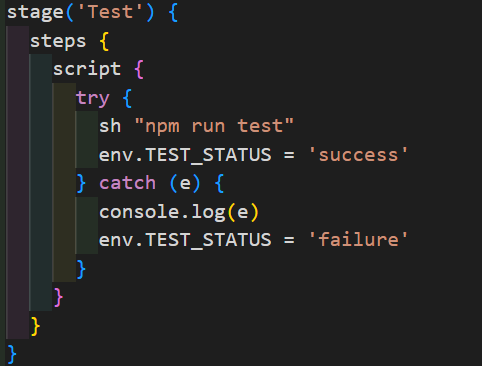 stage('Test') {
  steps {
    script {
      try {
        sh "npm run test"
        env.TEST_STATUS = 'success'
      } catch (e) {
        console.log(e)
        env.TEST_STATUS = 'failure'
      }
    }
  }
}